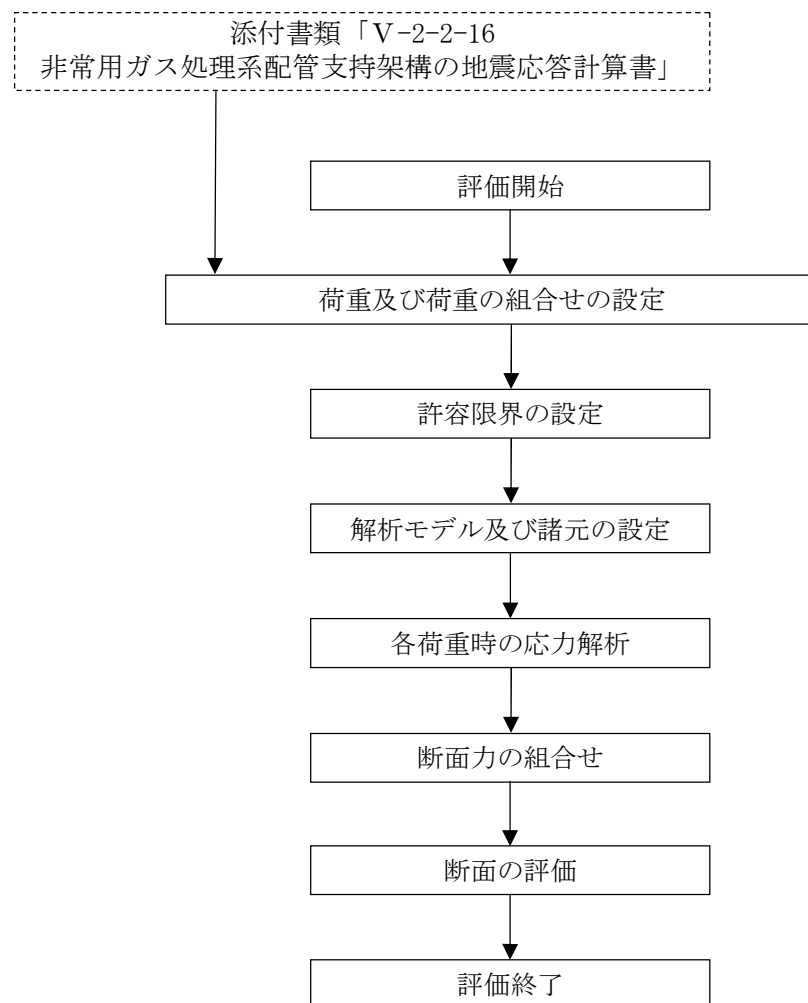 添付書類「Ⅴ-2-2-16
非常用ガス処理系配管支持架構の地震応答計算書」
評価開始
荷重及び荷重の組合せの設定
許容限界の設定
解析モデル及び諸元の設定
各荷重時の応力解析
断面力の組合せ
断面の評価
評価終了